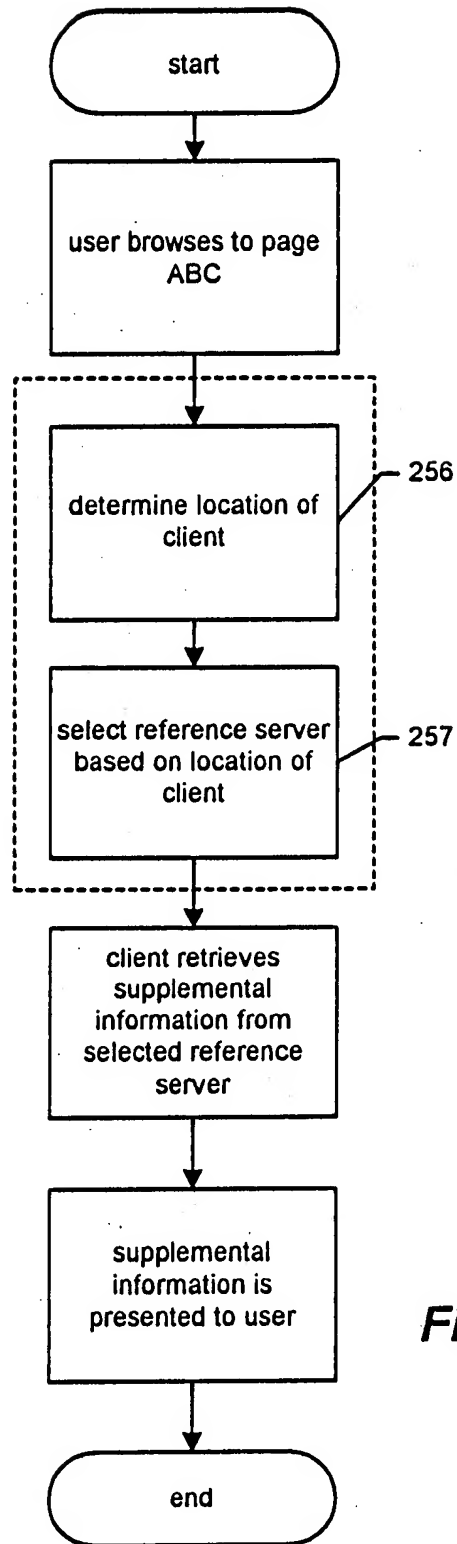 start
user browses to page
ABC
determine location of
client
256
select reference server
based on location of
client
257
client retrieves
supplemental
information from
selected reference
server
supplemental
information is
presented to user
end